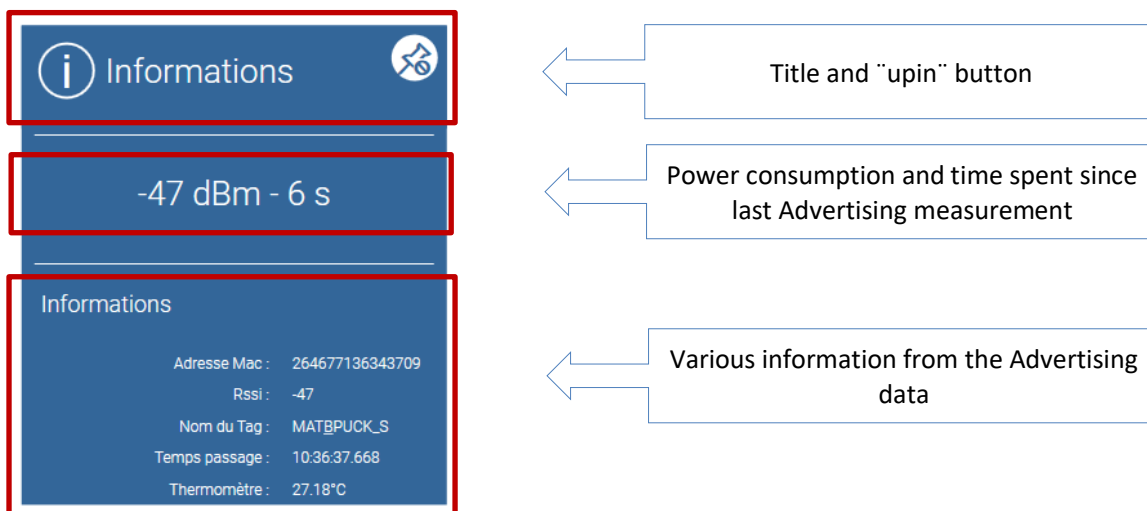 Informations
Title and ¨upin¨ button
-47 dBm - 6 s
Power consumption and time spent since
last Advertising measurement
Informations
Adresse Mac : 264677136343709
Rssi : -47
Nom du Tag : MATBPUCK_S
Temps passage : 10:36:37.668
Thermomètre : 27.18°C
Various information from the Advertising
data